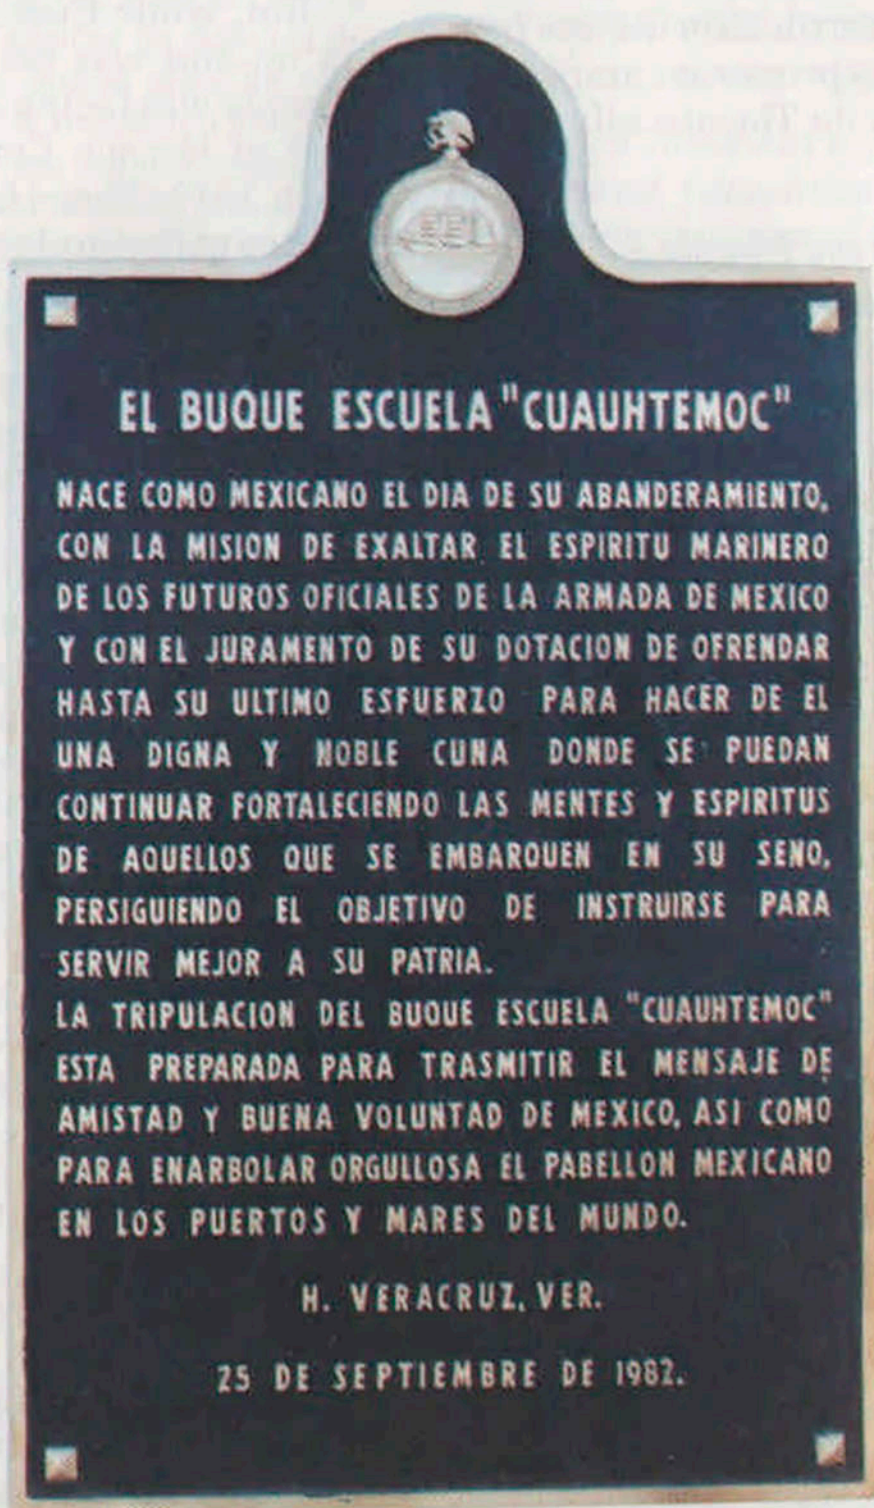 EL BUQUE ESCUELA "CUAUHTEMOC"
NACE COMO MEXICANO EL DIA DE SU ABANDERAMIENTO,
CON LA MISION DE EXALTAR EL ESPIRITU MARINERO
DE LOS FUTUROS OFICIALES DE LA ARMADA DE MEXICO
Y CON EL JURAMENTO DE SU DOTACION DE OFRENDAR
HASTA SU ULTIMO ESFUERZO PARA HACER DE EL
UNA DIGNA Y NOBLE CUNA DONDE SE PUEDAN
CONTINUAR FORTALECIENDO LAS MENTES Y ESPIRITUS
DE AQUELLOS QUE SE EMBARQUEN EN SU SENO,
PERSIGUIENDO EL OBJETIVO DE INSTRUIRSE PARA
SERVIR MEJOR A SU PATRIA.
LA TRIPULACION DEL BUQUE ESCUELA "CUAUHTEMOC"
ESTA PREPARADA PARA TRASMITIR EL MENSAJE DE
AMISTAD Y BUENA VOLUNTAD DE MEXICO, ASI COMO
PARA ENARBOLAR ORGULLOSA EL PABELLON MEXICANO
EN LOS PUERTOS Y MARES DEL MUNDO.
H. VERACRUZ, VER.
25 DE SEPTIEMBRE DE 1982.